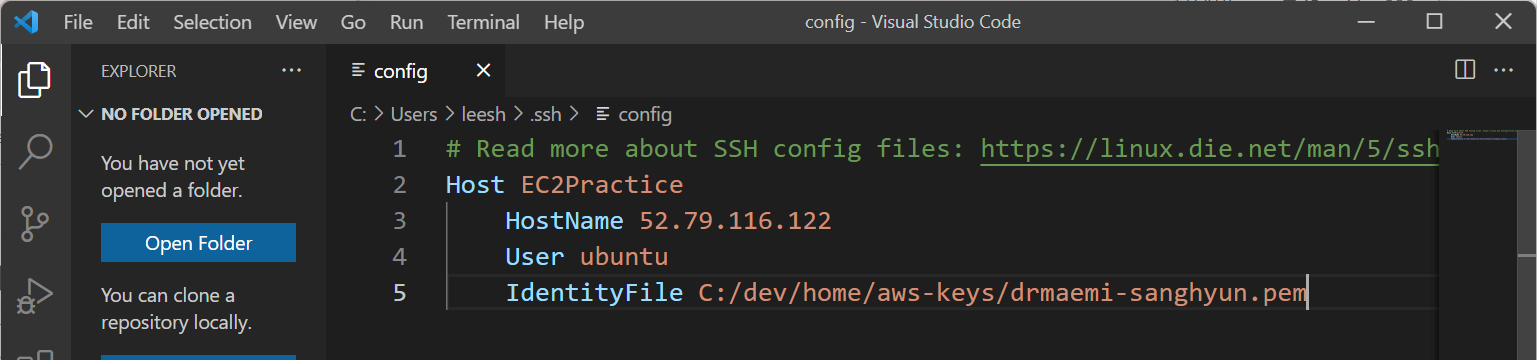 File Edit Selection View Go Run Terminal Help config - Visual Studio Code
EXPLORER
config
NO FOLDER OPENED
C: > Users > leesh > .ssh > config
You have not yet
opened a folder.
Open Folder
You can clone a
repository locally.
1 # Read more about SSH config files: https://linux.die.net/man/5/ssh
2 Host EC2Practice
3 HostName 52.79.116.122
4 User ubuntu
5 IdentityFile C:/dev/home/aws-keys/drmaemi-sanghyun.pem